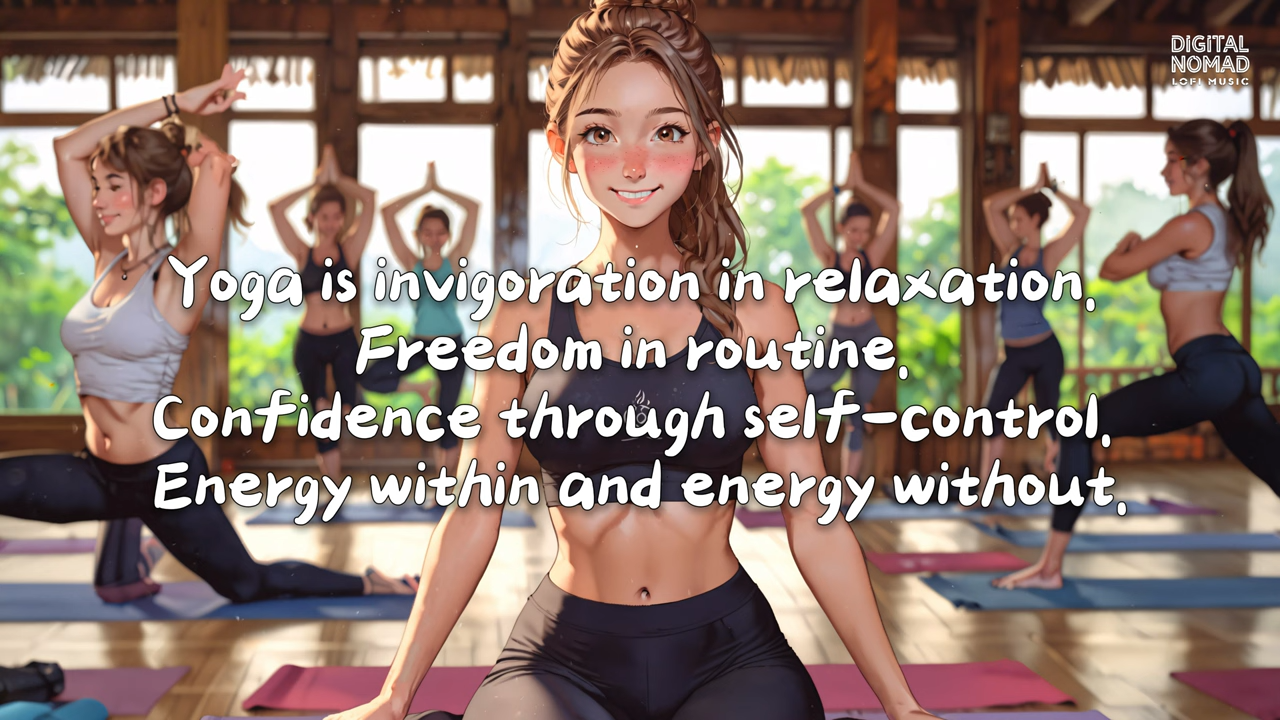 DIGITAL
NOMAD
LOFI MUSIC
Yoga is invigoration in relaxation.
Freedom in routine.
Confidence through self-control.
Energy within and energy without.